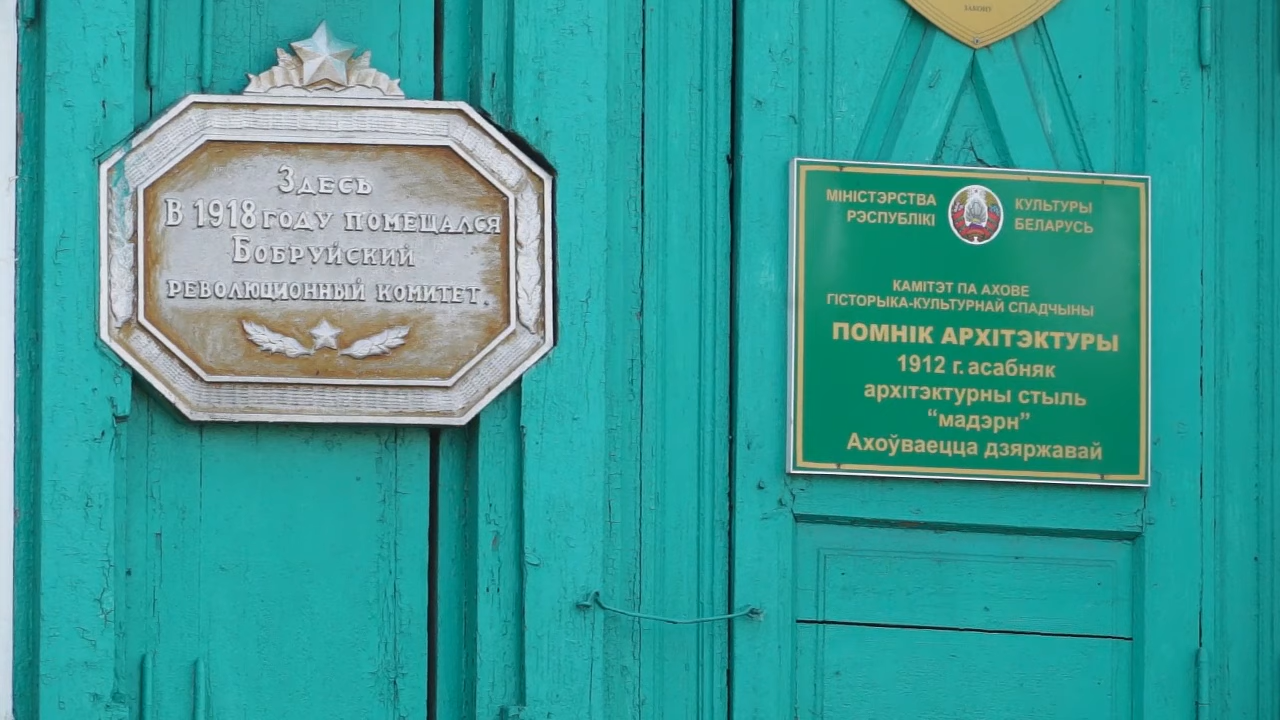 Здесь
в 1918 году помещался
Бобруйский
революционный комитет.
ЗАКОНУ
МІНІСТЭРСТВА КУЛЬТУРЫ
РЭСПУБЛІКІ БЕЛАРУСЬ
КАМІТЭТ ПА АХОВЕ
ГІСТОРЫКА-КУЛЬТУРНАЙ СПАДЧЫНЫ
ПОМНІК АРХІТЭКТУРЫ
1912 г. асабняк
архітэктурны стыль
“мадэрн”
Ахоўваецца дзяржавай